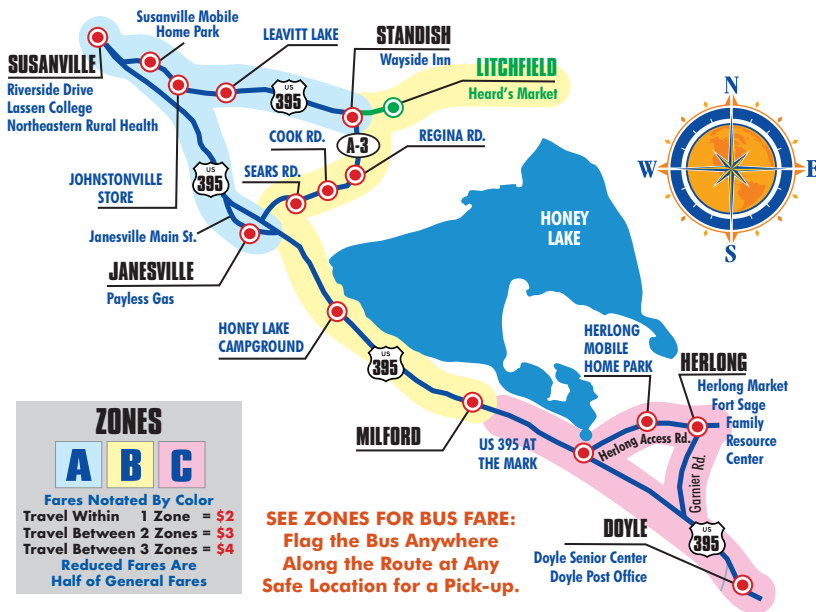 Susanville Mobile
Home Park
LEAVITT LAKE
STANDISH
Wayside Inn
SUSANVILLE
Riverside Drive
Lassen College
Northeastern Rural Health
LITCHFIELD
Heard's Market
US
395
COOK RD.
A-3
REGINA RD.
SEARS RD.
JOHNSTONVILLE
STORE
US
395
Janesville Main St.
JANESVILLE
Payless Gas
HONEY
LAKE
N
W
E
S
HONEY LAKE
CAMPGROUND
US
395
HERLONG
MOBILE
HOME PARK
HERLONG
Herlong Market
Fort Sage
Family
Resource
Center
MILFORD
US 395 AT
THE MARK
Herlong Access Rd.
Garnier Rd.
DOYLE
Doyle Senior Center
Doyle Post Office
US
395
ZONES
A B C
Fares Notated By Color
Travel Within 1 Zone = $2
Travel Between 2 Zones = $3
Travel Between 3 Zones = $4
Reduced Fares Are
Half of General Fares
SEE ZONES FOR BUS FARE:
Flag the Bus Anywhere
Along the Route at Any
Safe Location for a Pick-up.